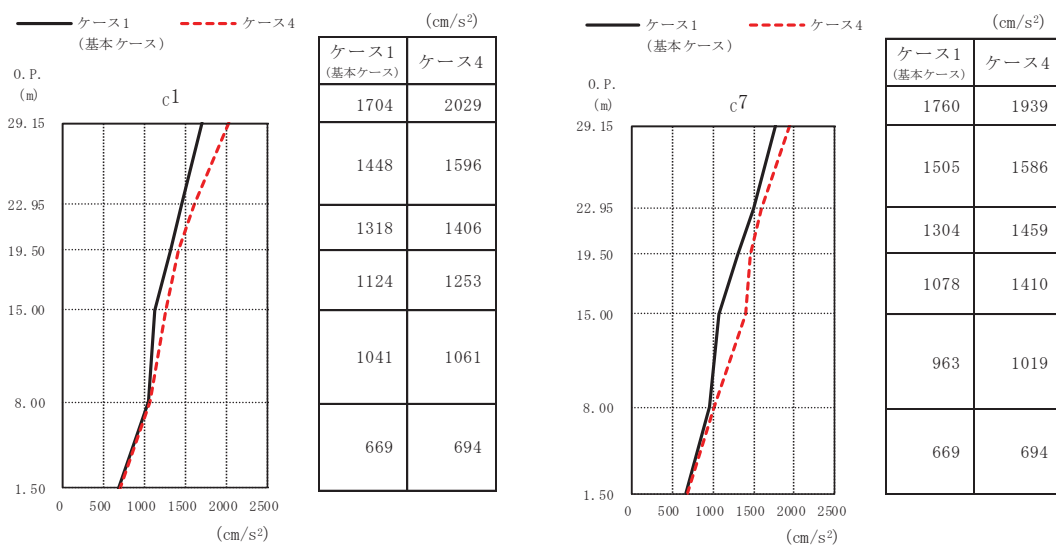 ケース1 ケース4
(基本ケース)
(cm/s²)
ケース1 ケース4
(基本ケース)
1704 2029
1448 1596
1318 1406
1124 1253
1041 1061
669 694
O.P.
(m)
C1
29.15
22.95
19.50
15.00
8.00
1.50
0 500 1000 1500 2000 2500
(cm/s²)
ケース1 ケース4
(基本ケース)
(cm/s²)
ケース1 ケース4
(基本ケース)
1760 1939
1505 1586
1304 1459
1078 1410
963 1019
669 694
O.P.
(m)
C7
29.15
22.95
19.50
15.00
8.00
1.50
0 500 1000 1500 2000 2500
(cm/s²)